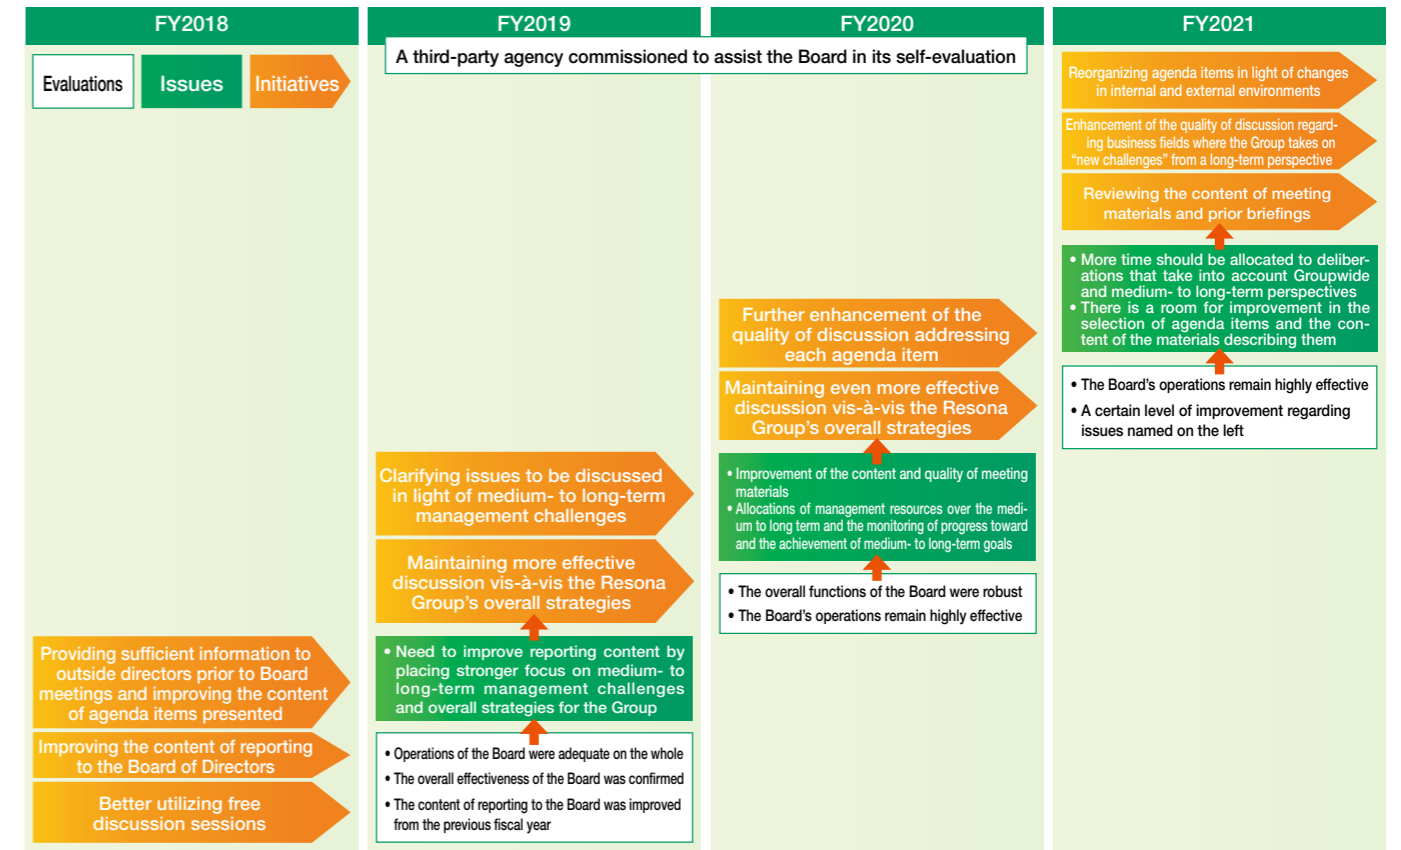 FY2018
Evaluations
Issues
Initiatives
Providing sufficient information to
outside directors prior to Board
meetings and improving the content
of agenda items presented
Improving the content of reporting
to the Board of Directors
Better utilizing free
discussion sessions
FY2019
A third-party agency commissioned to assist the Board in its self-evaluation
Clarifying issues to be discussed
in light of medium- to long-term
management challenges
Maintaining more effective
discussion vis-à-vis the Resona
Group's overall strategies
• Need to improve reporting content by
placing stronger focus on medium- to
long-term management challenges
and overall strategies for the Group
• Operations of the Board were adequate on the whole
• The overall effectiveness of the Board was confirmed
• The content of reporting to the Board was improved
from the previous fiscal year
FY2020
Further enhancement of the
quality of discussion addressing
each agenda item
Maintaining even more effective
discussion vis-à-vis the Resona
Group's overall strategies
• Improvement of the content and quality of meeting
materials
• Allocations of management resources over the medi-
um to long term and the monitoring of progress toward
and the achievement of medium- to long-term goals
• The overall functions of the Board were robust
• The Board's operations remain highly effective
FY2021
Reorganizing agenda items in light of changes
in internal and external environments
Enhancement of the quality of discussion regard-
ing business fields where the Group takes on
"new challenges" from a long-term perspective
Reviewing the content of meeting
materials and prior briefings
• More time should be allocated to deliber-
ations that take into account Groupwide
and medium- to long-term perspectives
• There is a room for improvement in the
selection of agenda items and the con-
tent of the materials describing them
• The Board's operations remain highly effective
• A certain level of improvement regarding
issues named on the left